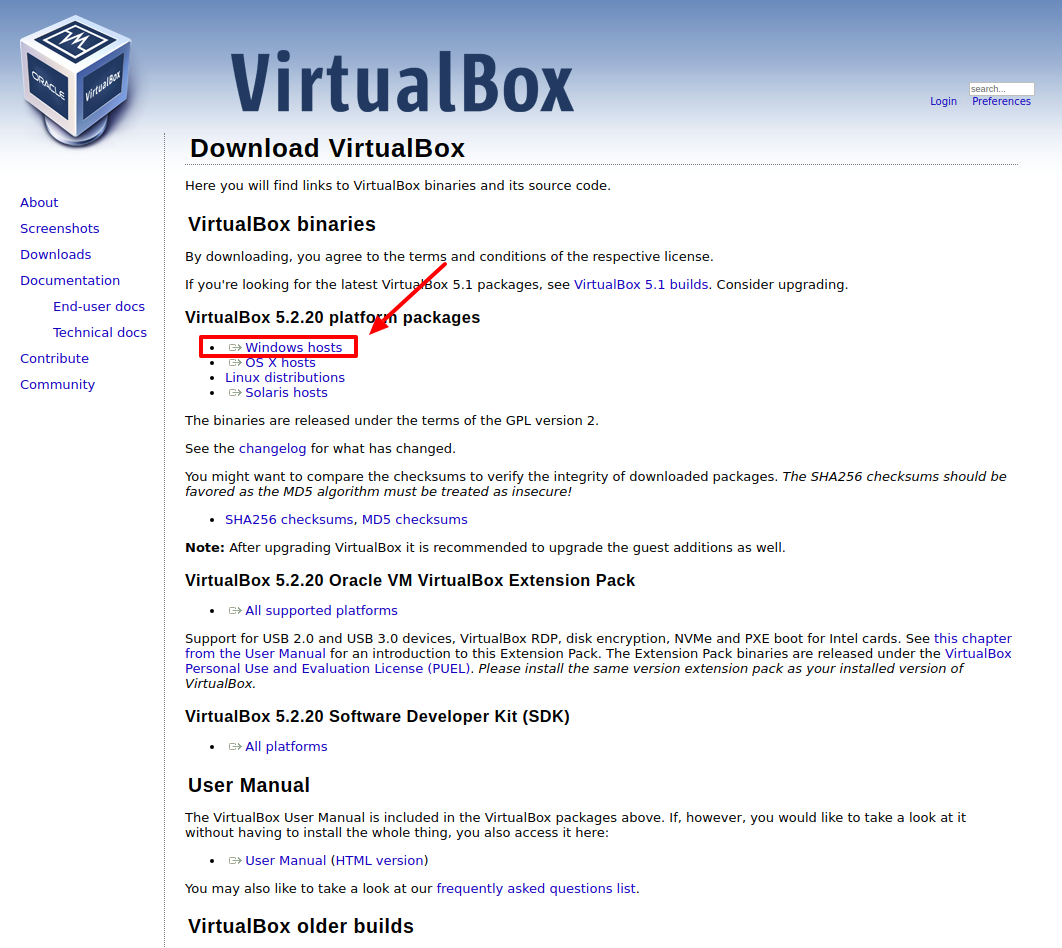 ORACLE
VirtualBox
VirtualBox
search...
Login Preferences
Download VirtualBox
Here you will find links to VirtualBox binaries and its source code.
About
Screenshots
Downloads
Documentation
End-user docs
Technical docs
Contribute
Community
VirtualBox binaries
By downloading, you agree to the terms and conditions of the respective license.
If you're looking for the latest VirtualBox 5.1 packages, see VirtualBox 5.1 builds. Consider upgrading.
VirtualBox 5.2.20 platform packages
• Windows hosts
• OS X hosts
• Linux distributions
• Solaris hosts
The binaries are released under the terms of the GPL version 2.
See the changelog for what has changed.
You might want to compare the checksums to verify the integrity of downloaded packages. The SHA256 checksums should be
favored as the MD5 algorithm must be treated as insecure!
• SHA256 checksums, MD5 checksums
Note: After upgrading VirtualBox it is recommended to upgrade the guest additions as well.
VirtualBox 5.2.20 Oracle VM VirtualBox Extension Pack
• All supported platforms
Support for USB 2.0 and USB 3.0 devices, VirtualBox RDP, disk encryption, NVMe and PXE boot for Intel cards. See this chapter
from the User Manual for an introduction to this Extension Pack. The Extension Pack binaries are released under the VirtualBox
Personal Use and Evaluation License (PUEL). Please install the same version extension pack as your installed version of
VirtualBox.
VirtualBox 5.2.20 Software Developer Kit (SDK)
• All platforms
User Manual
The VirtualBox User Manual is included in the VirtualBox packages above. If, however, you would like to take a look at it
without having to install the whole thing, you also access it here:
• User Manual (HTML version)
You may also like to take a look at our frequently asked questions list.
VirtualBox older builds